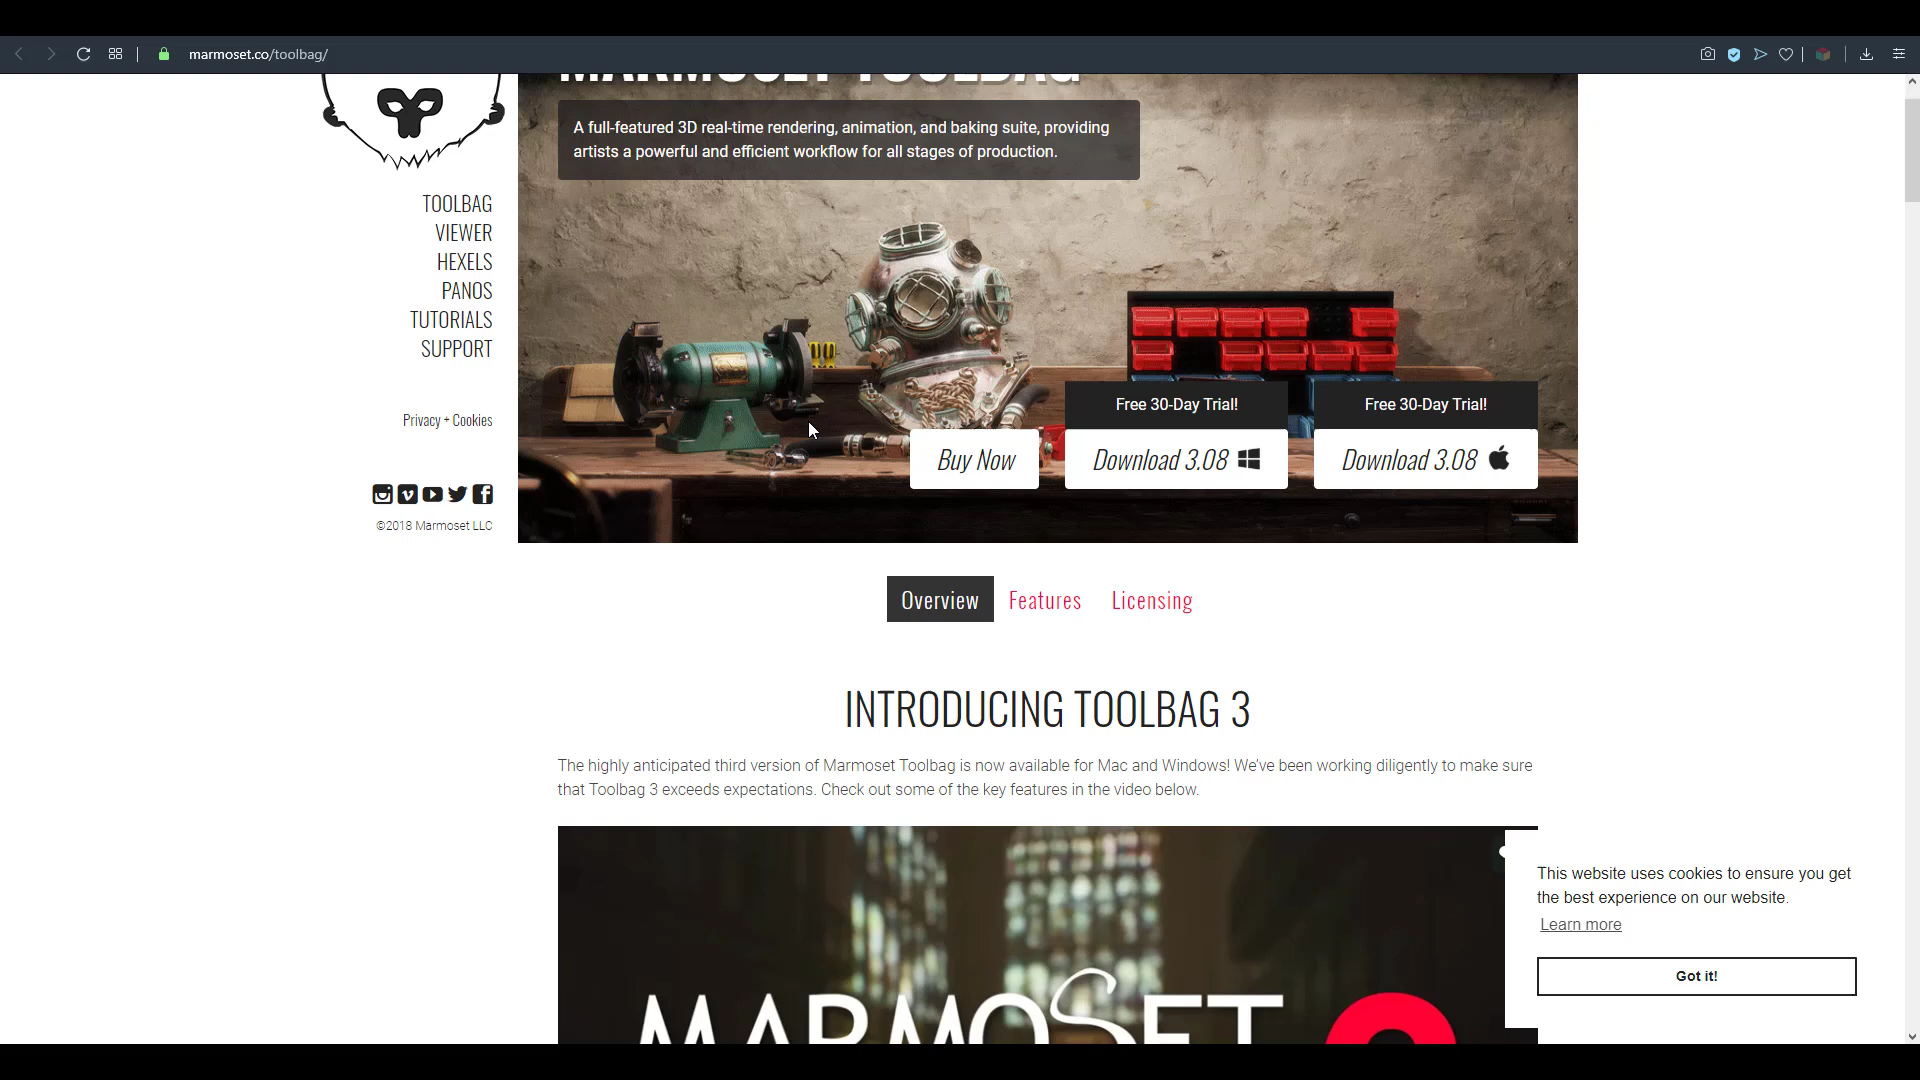 marmoset.co/toolbag/
MARMOSET TOOLBAG
A full-featured 3D real-time rendering, animation, and baking suite, providing
artists a powerful and efficient workflow for all stages of production.
TOOLBAG
VIEWER
HEXELS
PANOS
TUTORIALS
SUPPORT
Privacy + Cookies
©2018 Marmoset LLC
Free 30-Day Trial!
Free 30-Day Trial!
Buy Now
Download 3.08
Download 3.08
Overview
Features
Licensing
INTRODUCING TOOLBAG 3
The highly anticipated third version of Marmoset Toolbag is now available for Mac and Windows! We've been working diligently to make sure
that Toolbag 3 exceeds expectations. Check out some of the key features in the video below.
MARMOSET
This website uses cookies to ensure you get
the best experience on our website.
Learn more
Got it!